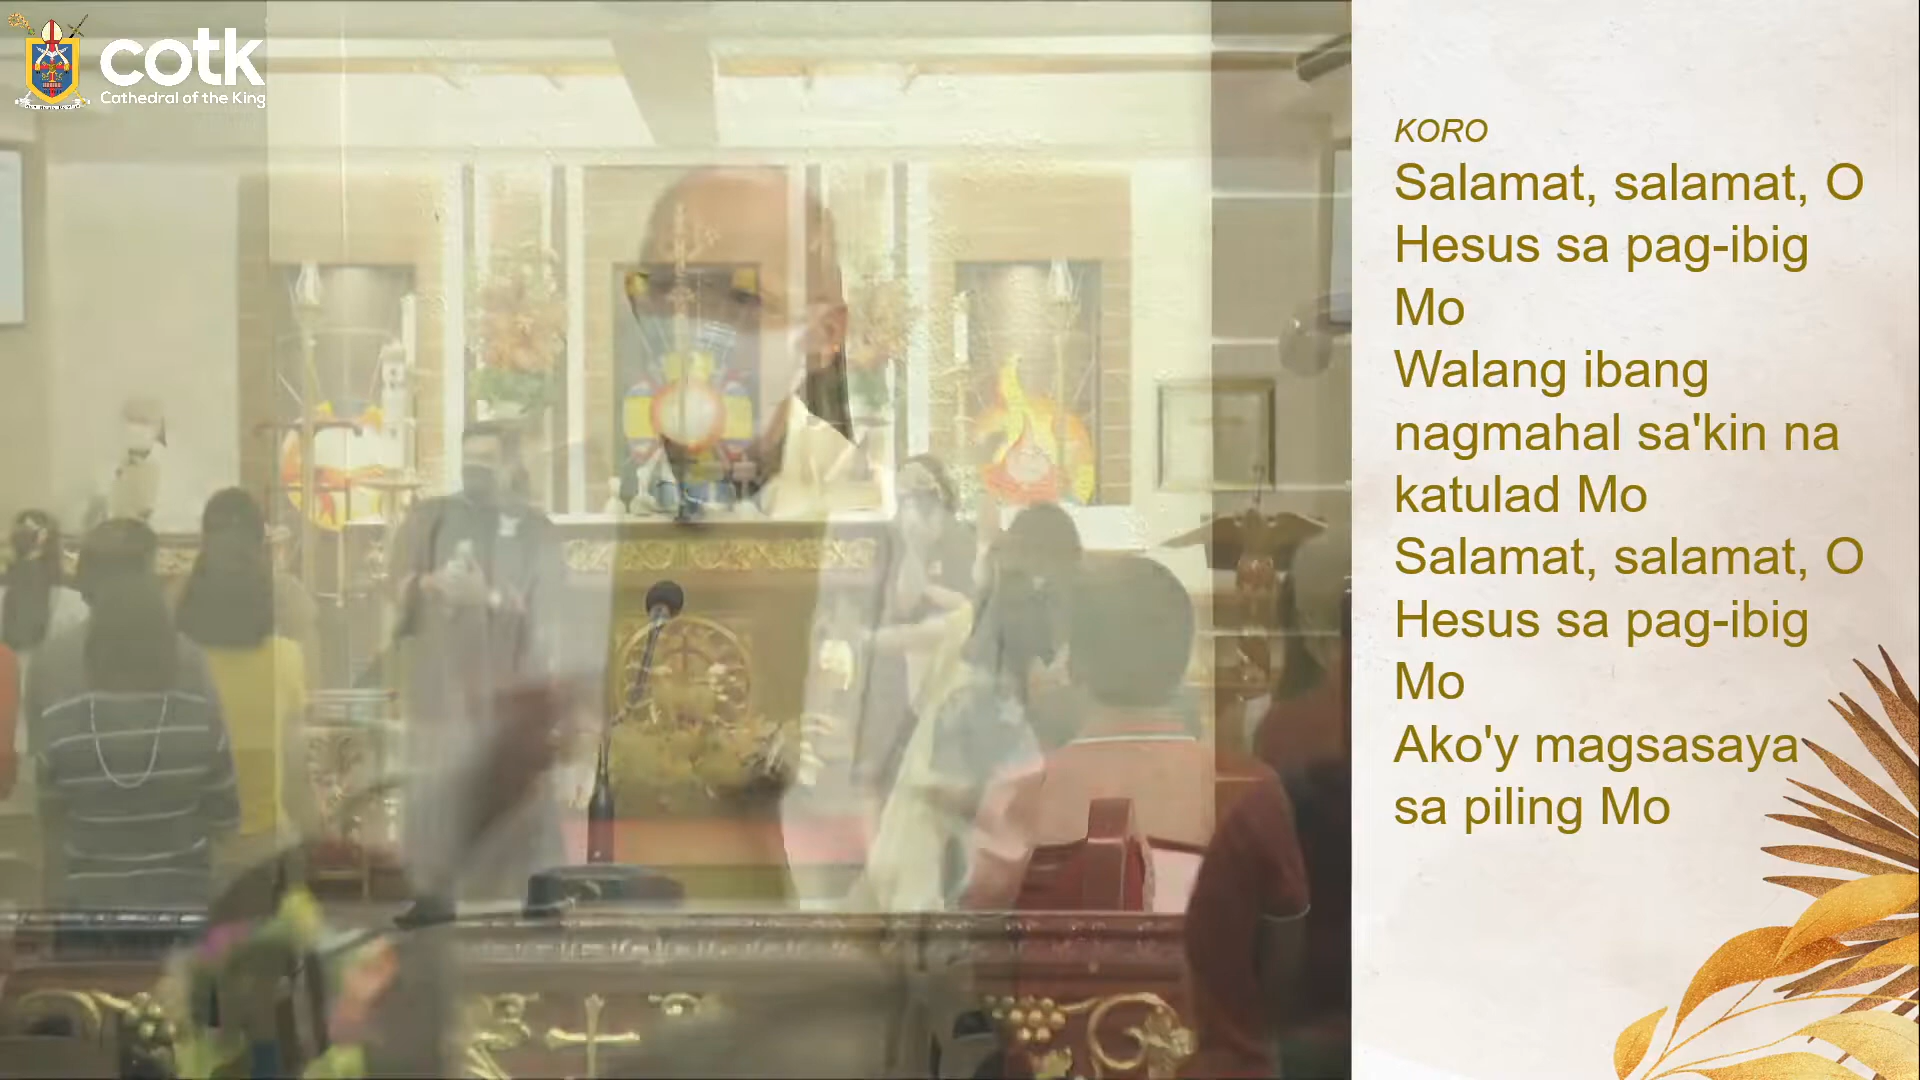 cotk
Cathedral of the King
KORO
Salamat, salamat, O
Hesus sa pag-ibig
Mo
Walang ibang
nagmahal sa'kin na
katulad Mo
Salamat, salamat, O
Hesus sa pag-ibig
Mo
Ako'y magsasaya
sa piling Mo